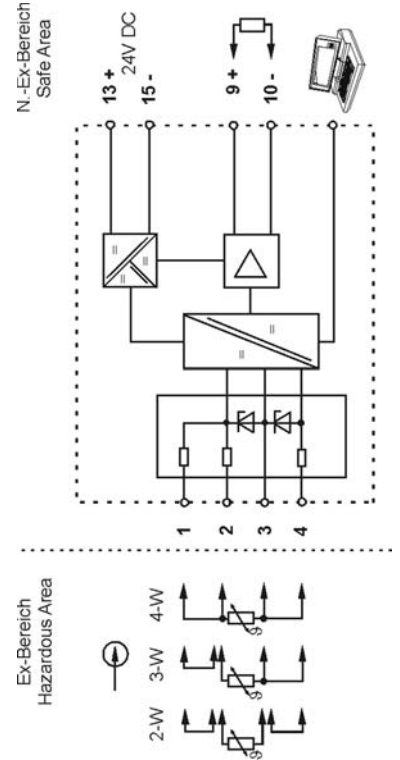 N.-Ex-Bereich
Safe Area
13 +
24V DC
15 -
9 +
10 -
=
=
=
=
=
1
2
3
4
Ex-Bereich
Hazardous Area
4-W
ϑ
3-W
ϑ
2-W
ϑ